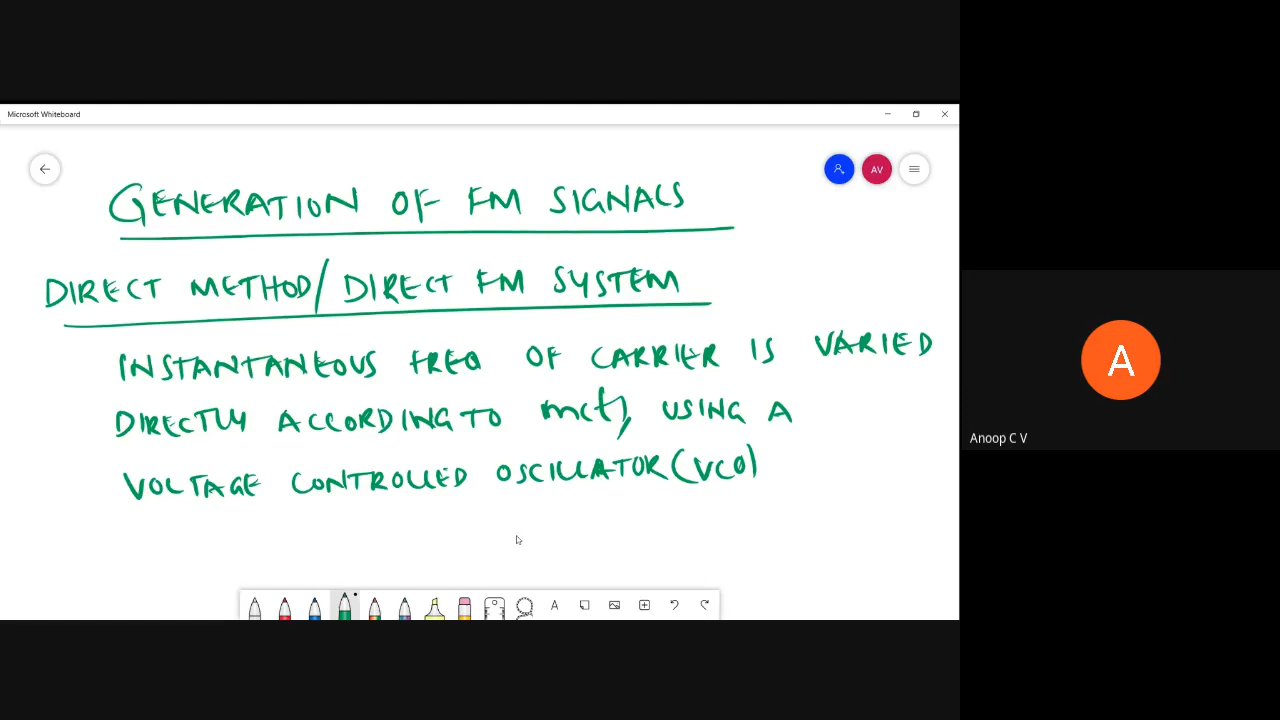 Microsoft Whiteboard
AV
GENERATION OF FM SIGNALS
DIRECT METHOD/DIRECT FM SYSTEM
INSTANTANEOUS FREQ OF CARRIER IS VARIED
DIRECTLY ACCORDING TO m(t), USING A
VOLTAGE CONTROLLED OSCILLATOR (VCO)
A
Anoop C V
A